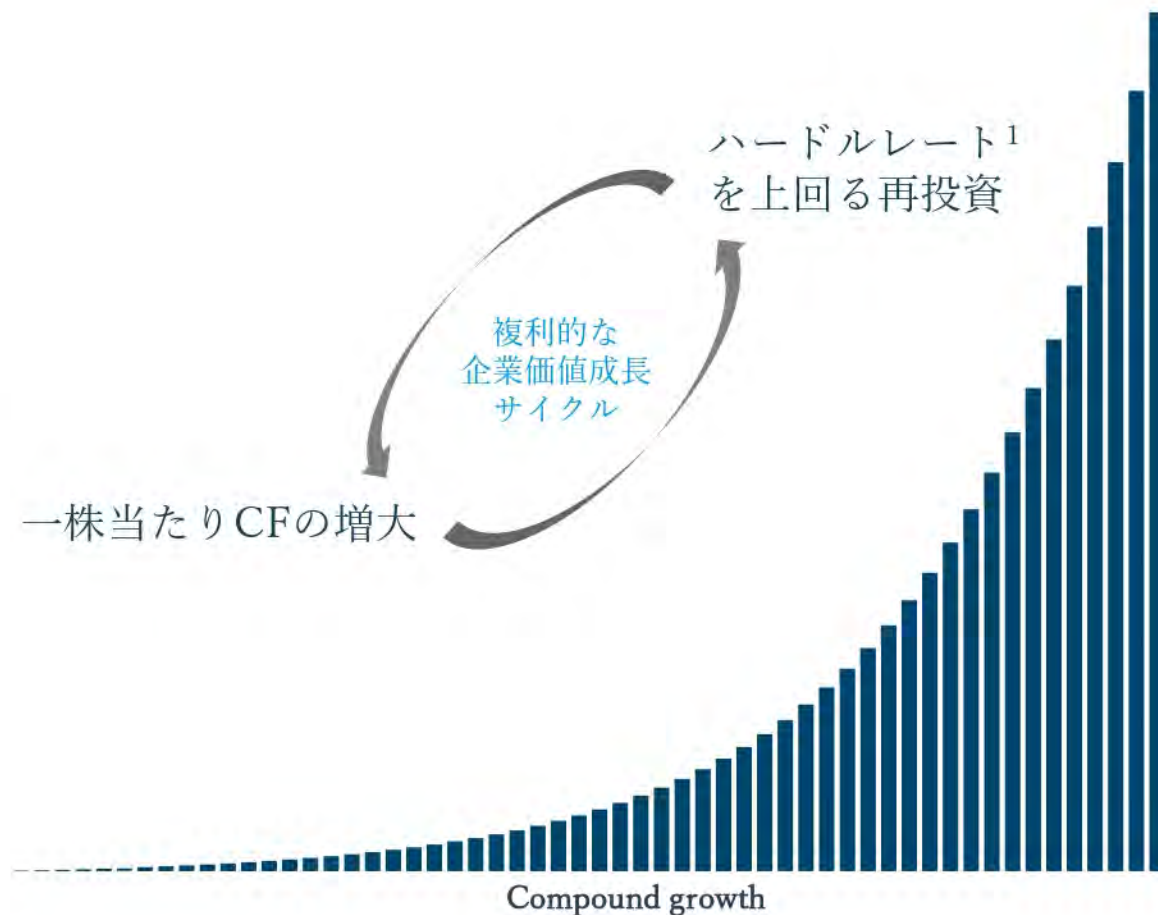 ハードルレート1
を上回る再投資
複利的な
企業価値成長
サイクル
一株当たりCFの増大
Compound growth